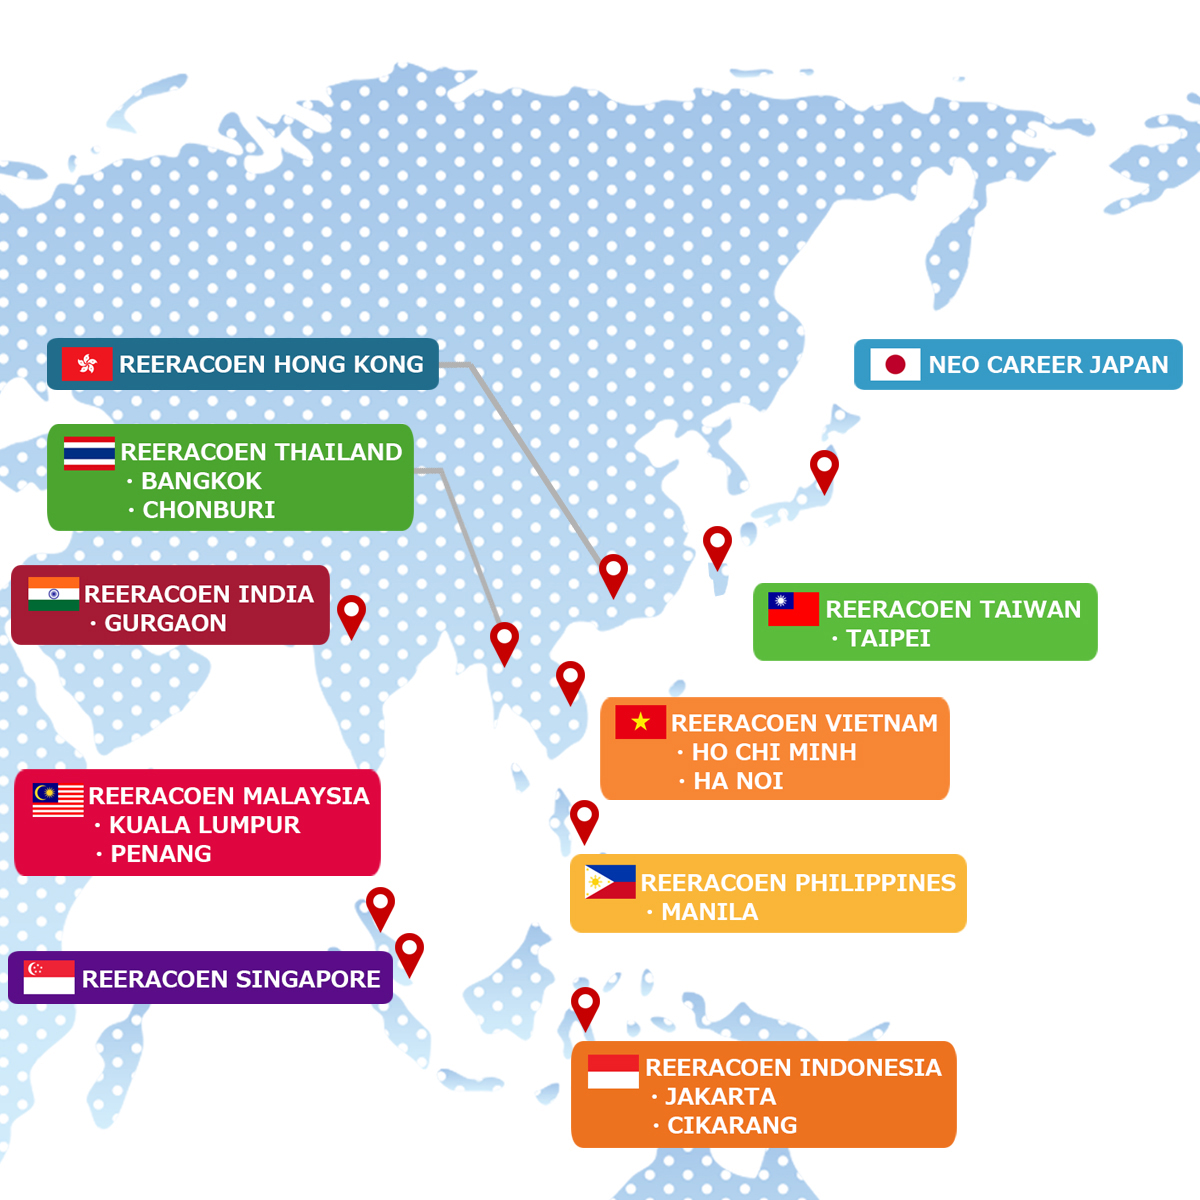 REERACOEN HONG KONG
NEO CAREER JAPAN
REERACOEN THAILAND
・BANGKOK
・CHONBURI
REERACOEN INDIA
・GURGAON
REERACOEN TAIWAN
・TAIPEI
REERACOEN VIETNAM
・HO CHI MINH
・HA NOI
REERACOEN MALAYSIA
・KUALA LUMPUR
・PENANG
REERACOEN PHILIPPINES
・MANILA
REERACOEN SINGAPORE
REERACOEN INDONESIA
・JAKARTA
・CIKARANG